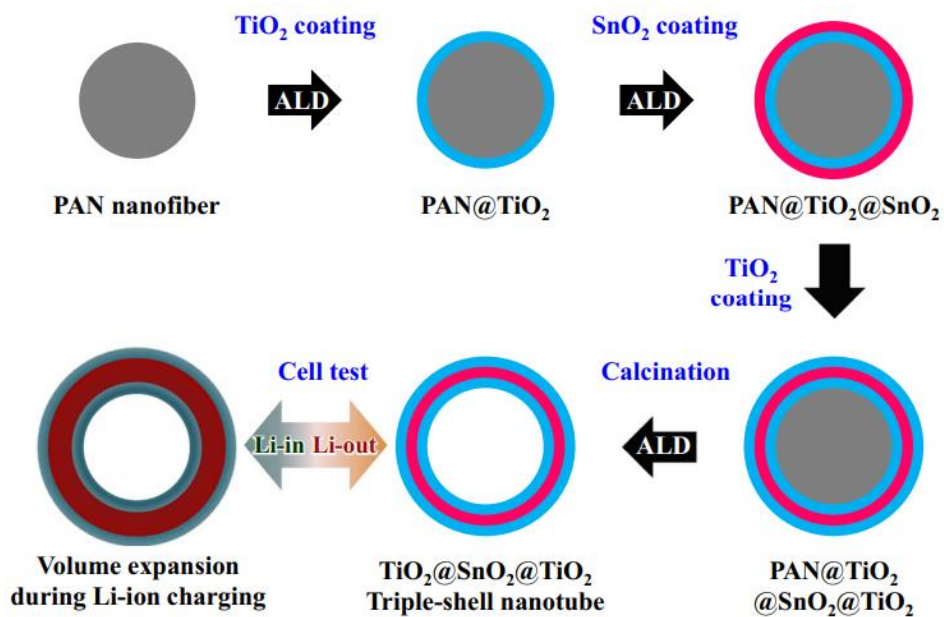 TiO₂ coating
SnO₂ coating
ALD
ALD
PAN nanofiber
PAN@TiO₂
PAN@TiO₂@SnO₂
TiO₂
coating
Cell test
Calcination
Li-in Li-out
ALD
Volume expansion
during Li-ion charging
TiO₂@SnO₂@TiO₂
Triple-shell nanotube
PAN@TiO₂
@SnO₂@TiO₂